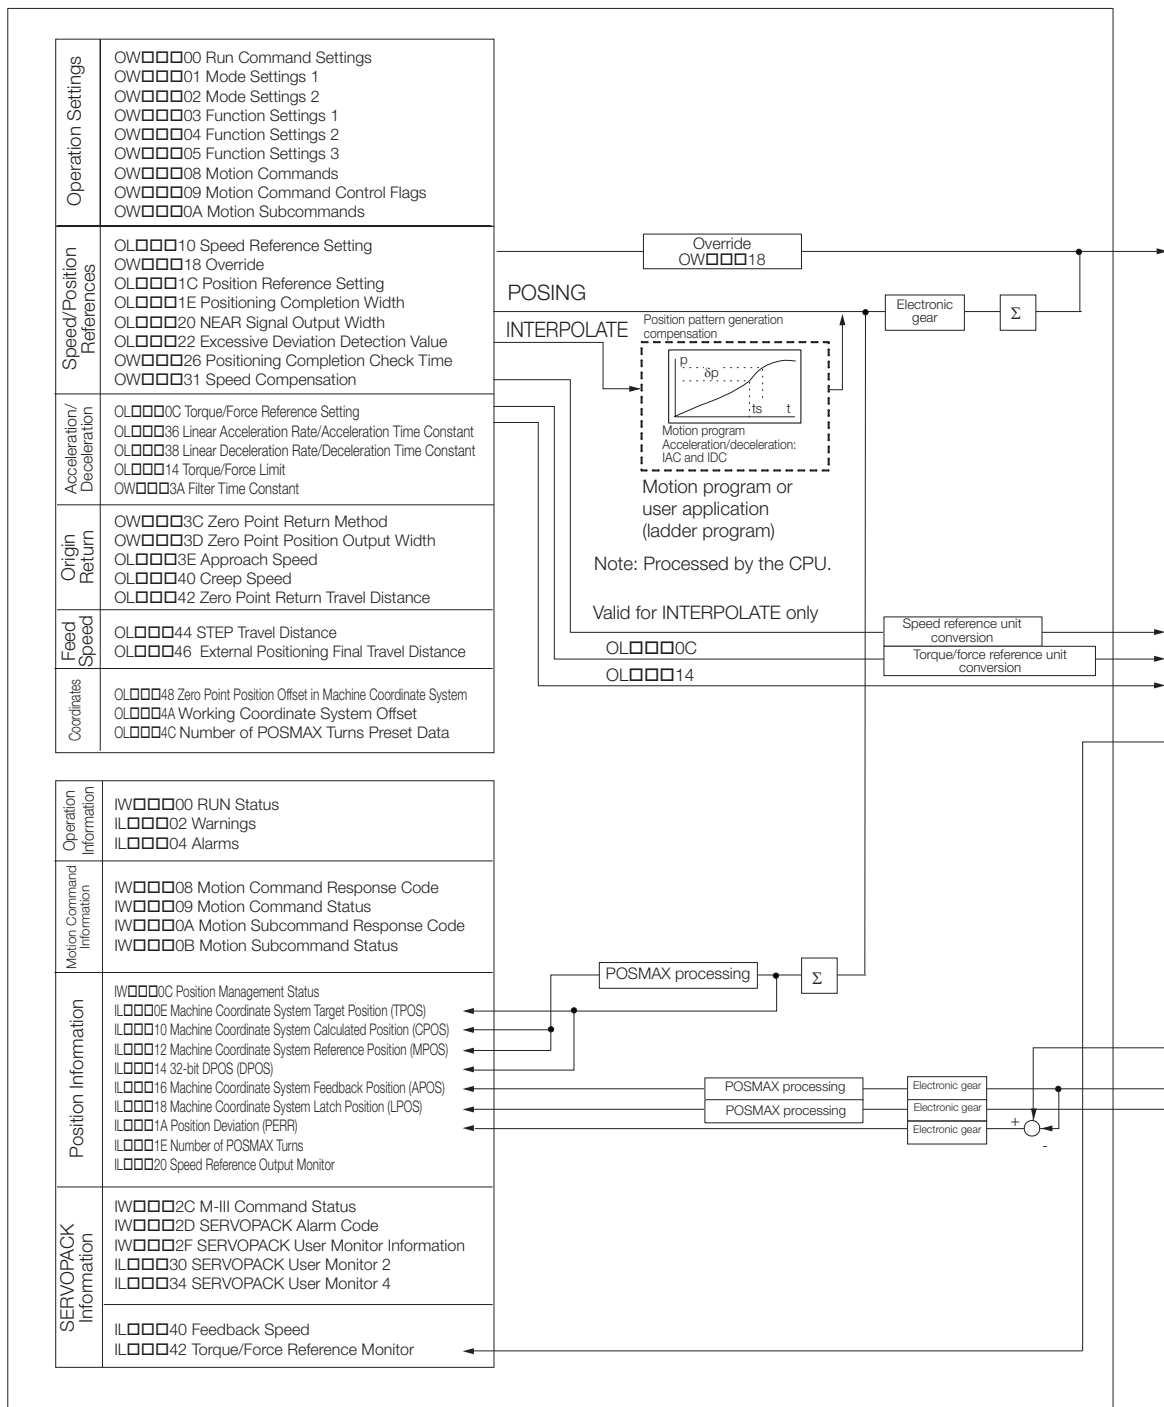 Operation Settings
OW□□□00 Run Command Settings
OW□□□01 Mode Settings 1
OW□□□02 Mode Settings 2
OW□□□03 Function Settings 1
OW□□□04 Function Settings 2
OW□□□05 Function Settings 3
OW□□□08 Motion Commands
OW□□□09 Motion Command Control Flags
OW□□□0A Motion Subcommands
Speed/Position
References
OL□□□10 Speed Reference Setting
OW□□□18 Override
OL□□□1C Position Reference Setting
OL□□□1E Positioning Completion Width
OL□□□20 NEAR Signal Output Width
OL□□□22 Excessive Deviation Detection Value
OW□□□26 Positioning Completion Check Time
OW□□□31 Speed Compensation
Acceleration/
Deceleration
OL□□□0C Torque/Force Reference Setting
OL□□□36 Linear Acceleration Rate/Acceleration Time Constant
OL□□□38 Linear Deceleration Rate/Deceleration Time Constant
OL□□□14 Torque/Force Limit
OW□□□3A Filter Time Constant
Origin
Return
OW□□□3C Zero Point Return Method
OW□□□3D Zero Point Position Output Width
OL□□□3E Approach Speed
OL□□□40 Creep Speed
OL□□□42 Zero Point Return Travel Distance
Feed
Speed
OL□□□44 STEP Travel Distance
OL□□□46 External Positioning Final Travel Distance
Coordinates
OL□□□48 Zero Point Position Offset in Machine Coordinate System
OL□□□4A Working Coordinate System Offset
OL□□□4C Number of POSMAX Turns Preset Data
Override
OW□□□18
POSING
INTERPOLATE
Position pattern generation
compensation
Electronic
gear
Σ
p
δp
ts
t
Motion program
Acceleration/deceleration:
IAC and IDC
Motion program or
user application
(ladder program)
Note: Processed by the CPU.
Valid for INTERPOLATE only
Speed reference unit
conversion
OL□□□0C
Torque/force reference unit
conversion
OL□□□14
Operation
Information
IW□□□00 RUN Status
IL□□□02 Warnings
IL□□□04 Alarms
Motion Command
Information
IW□□□08 Motion Command Response Code
IW□□□09 Motion Command Status
IW□□□0A Motion Subcommand Response Code
IW□□□0B Motion Subcommand Status
Position Information
IW□□□0C Position Management Status
IL□□□0E Machine Coordinate System Target Position (TPOS)
IL□□□10 Machine Coordinate System Calculated Position (CPOS)
IL□□□12 Machine Coordinate System Reference Position (MPOS)
IL□□□14 32-bit DPOS (DPOS)
IL□□□16 Machine Coordinate System Feedback Position (APOS)
IL□□□18 Machine Coordinate System Latch Position (LPOS)
IL□□□1A Position Deviation (PERR)
IL□□□1E Number of POSMAX Turns
IL□□□20 Speed Reference Output Monitor
POSMAX processing
Σ
POSMAX processing
Electronic gear
POSMAX processing
Electronic gear
Electronic gear
+
-
SERVOPACK
Information
IW□□□2C M-III Command Status
IW□□□2D SERVOPACK Alarm Code
IW□□□2F SERVOPACK User Monitor Information
IL□□□30 SERVOPACK User Monitor 2
IL□□□34 SERVOPACK User Monitor 4
IL□□□40 Feedback Speed
IL□□□42 Torque/Force Reference Monitor